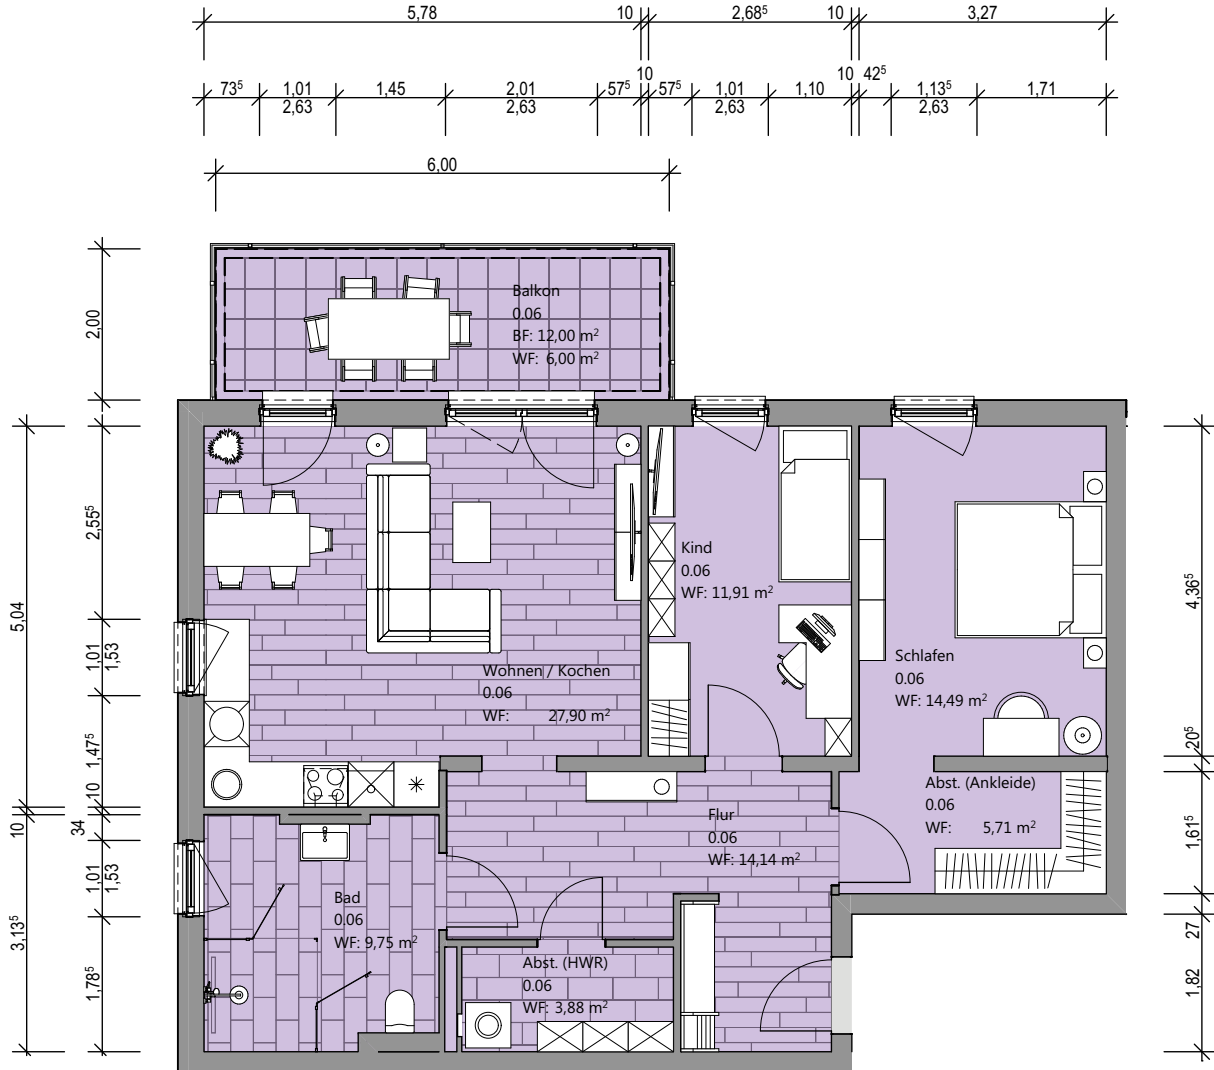 5,78 10 2,68⁵ 10 3,27
10 10 42⁵
73⁵ 1,01 1,45 2,01 57⁵ 57⁵ 1,01 1,10 1,13⁵ 1,71
2,63 2,63 2,63 2,63
6,00
2,00
Balkon
0.06
BF: 12,00 m²
WF: 6,00 m²
5,04
10
3,13⁵
2,55⁵
1,01
1,53
1,47⁵
10
34
1,01
1,53
1,78⁵
Wohnen / Kochen
0.06
WF: 27,90 m²
Kind
0.06
WF: 11,91 m²
Schlafen
0.06
WF: 14,49 m²
Abst. (Ankleide)
0.06
WF: 5,71 m²
Flur
0.06
WF: 14,14 m²
Bad
0.06
WF: 9,75 m²
Abst. (HWR)
0.06
WF: 3,88 m²
4,36⁵
20⁵
1,61⁵
27
1,82